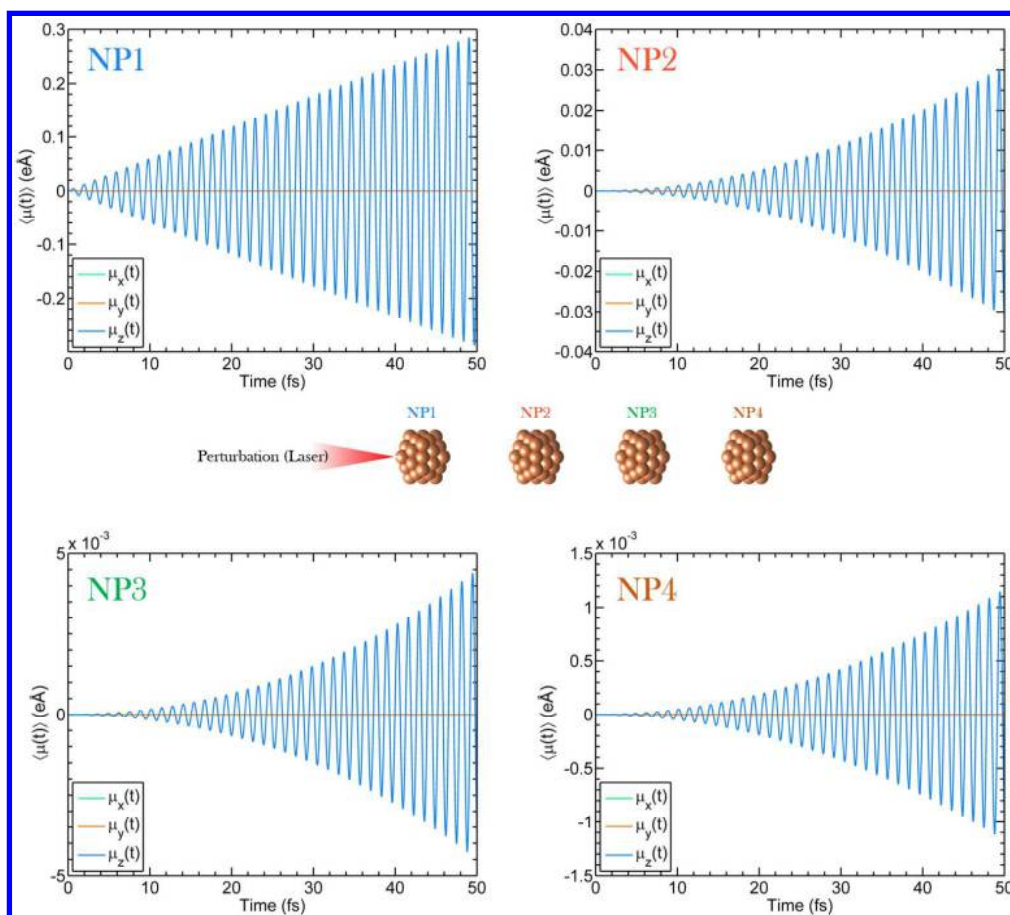 NP1
0.3
0.2
0.1
0
-0.1
-0.2
⟨μ(t)⟩ (eÅ)
μx(t)
μy(t)
μz(t)
0 10 20 30 40 50
Time (fs)
NP2
0.04
0.03
0.02
0.01
0
-0.01
-0.02
-0.03
-0.04
⟨μ(t)⟩ (eÅ)
μx(t)
μy(t)
μz(t)
0 10 20 30 40 50
Time (fs)
NP1 NP2 NP3 NP4
Perturbation (Laser)
5 x 10-3
NP3
0
-5
⟨μ(t)⟩ (eÅ)
μx(t)
μy(t)
μz(t)
0 10 20 30 40 50
Time (fs)
1.5 x 10-3
NP4
1
0.5
0
-0.5
-1
-1.5
⟨μ(t)⟩ (eÅ)
μx(t)
μy(t)
μz(t)
0 10 20 30 40 50
Time (fs)